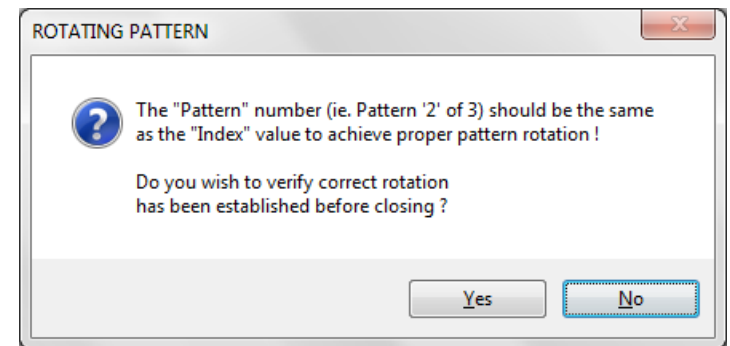 ROTATING PATTERN
The "Pattern" number (ie. Pattern '2' of 3) should be the same
as the "Index" value to achieve proper pattern rotation !
Do you wish to verify correct rotation
has been established before closing ?
Yes
No